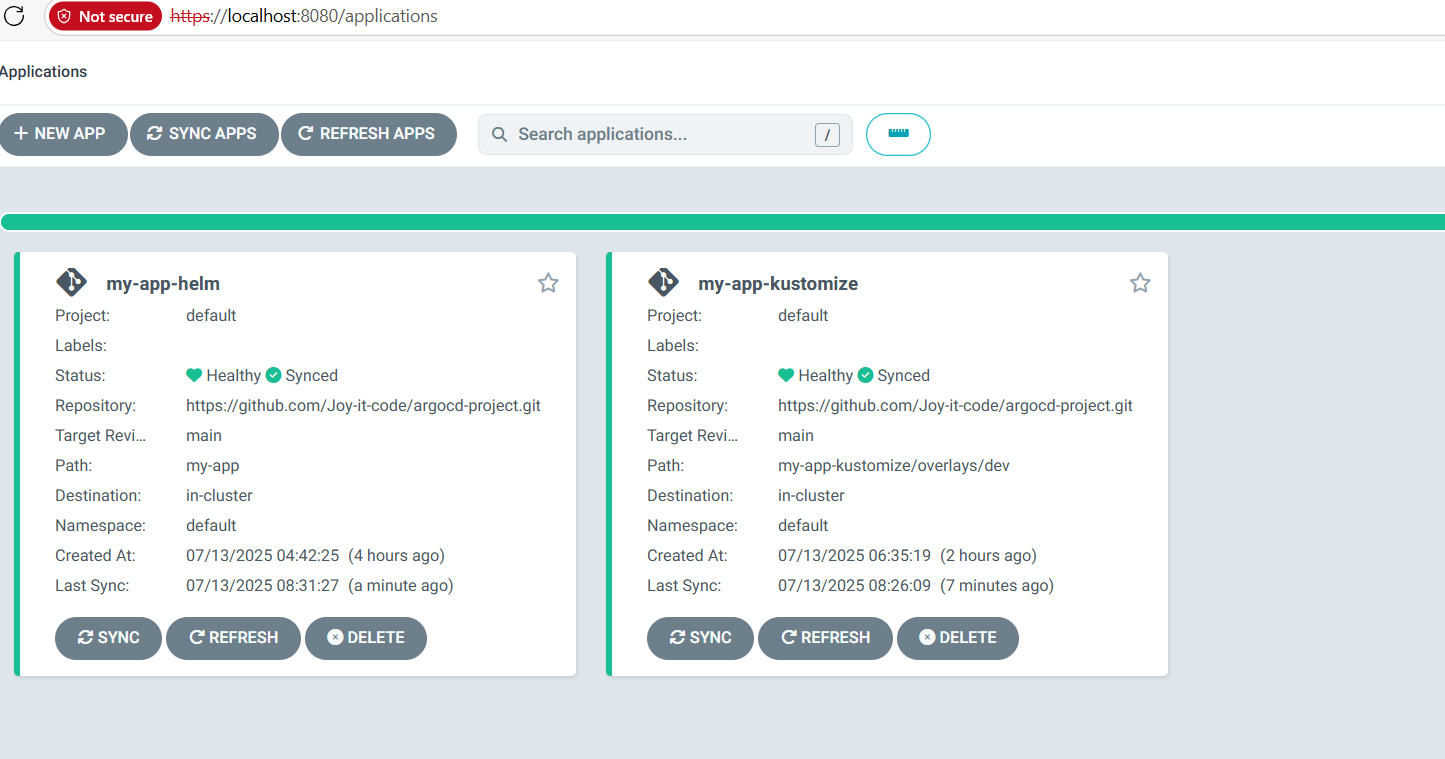 Not secure https://localhost:8080/applications
Applications
+ NEW APP SYNC APPS REFRESH APPS Search applications... /
my-app-helm
Project: default
Labels:
Status: Healthy Synced
Repository: https://github.com/Joy-it-code/argocd-project.git
Target Revi... main
Path: my-app
Destination: in-cluster
Namespace: default
Created At: 07/13/2025 04:42:25 (4 hours ago)
Last Sync: 07/13/2025 08:31:27 (a minute ago)
SYNC REFRESH DELETE
my-app-kustomize
Project: default
Labels:
Status: Healthy Synced
Repository: https://github.com/Joy-it-code/argocd-project.git
Target Revi... main
Path: my-app-kustomize/overlays/dev
Destination: in-cluster
Namespace: default
Created At: 07/13/2025 06:35:19 (2 hours ago)
Last Sync: 07/13/2025 08:26:09 (7 minutes ago)
SYNC REFRESH DELETE